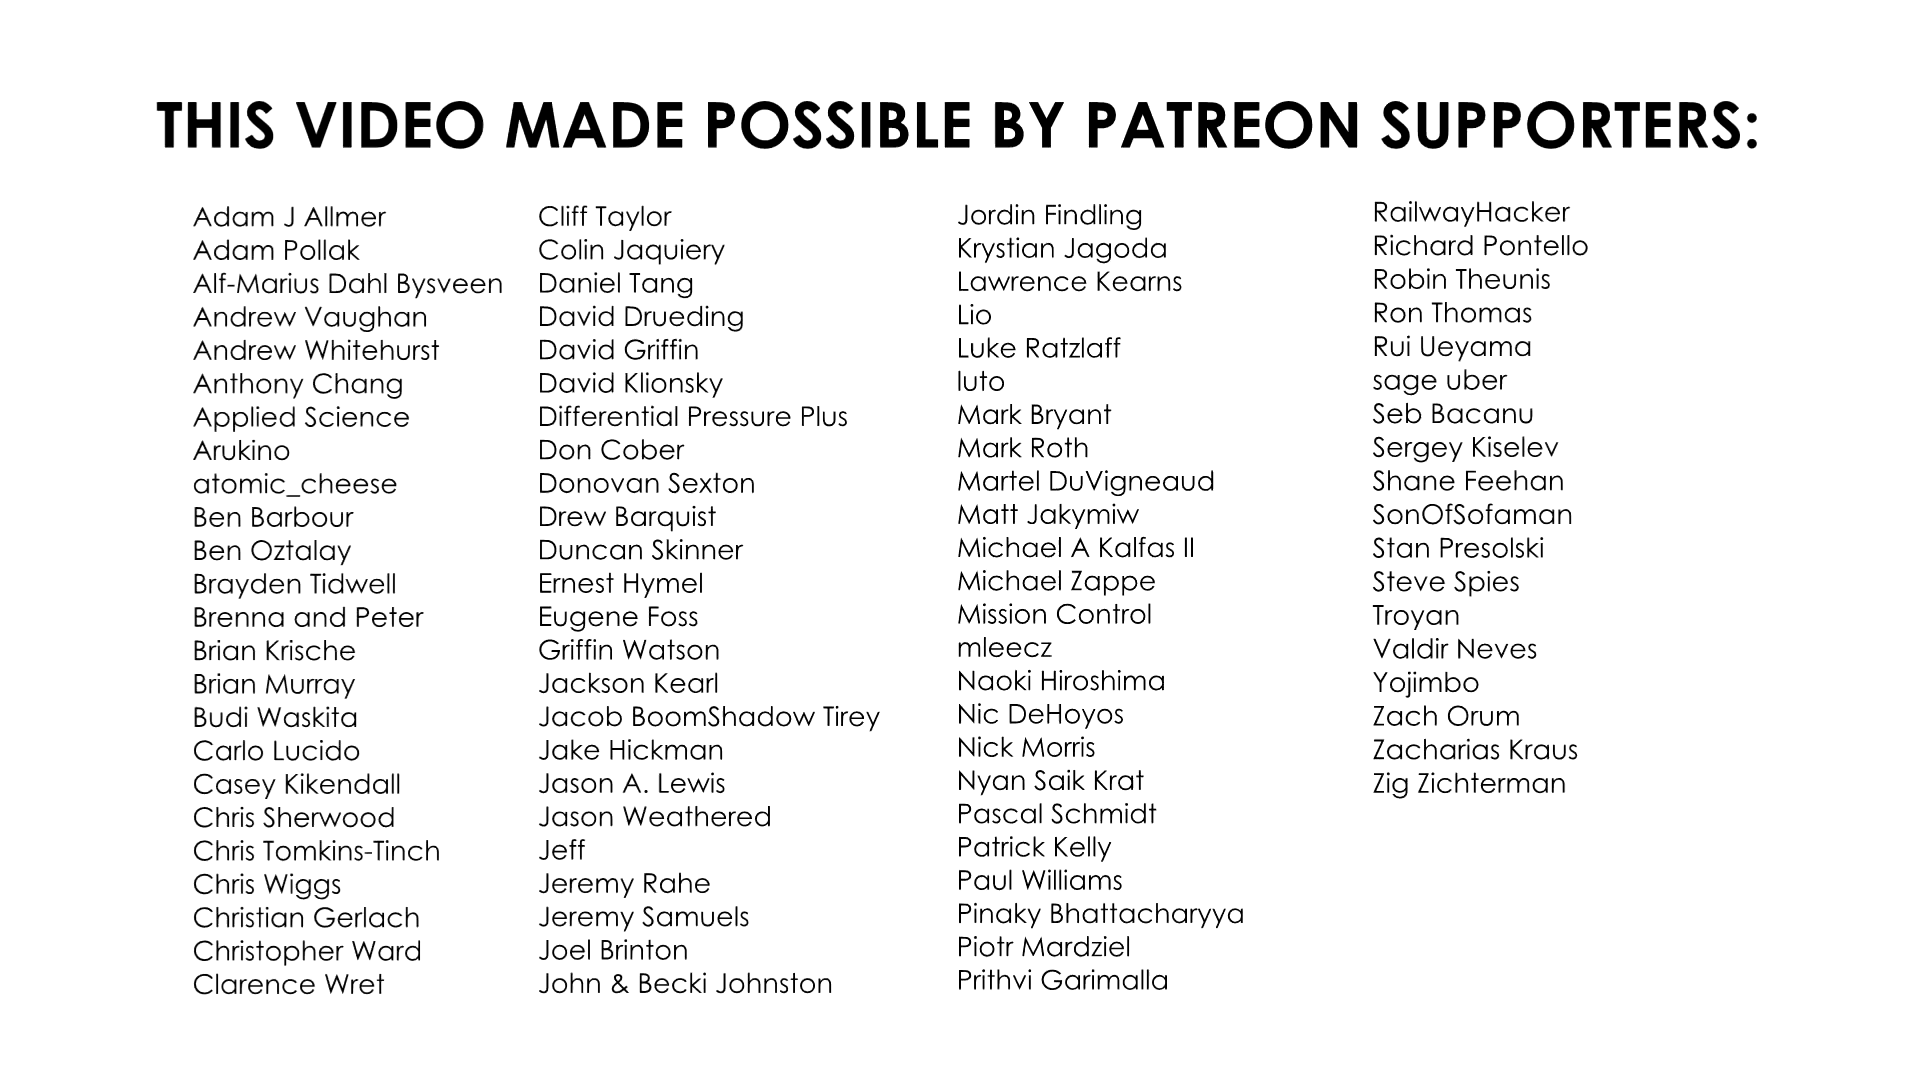 THIS VIDEO MADE POSSIBLE BY PATREON SUPPORTERS:
Adam J Allmer
Adam Pollak
Alf-Marius Dahl Bysveen
Andrew Vaughan
Andrew Whitehurst
Anthony Chang
Applied Science
Arukino
atomic_cheese
Ben Barbour
Ben Oztalay
Brayden Tidwell
Brenna and Peter
Brian Krische
Brian Murray
Budi Waskita
Carlo Lucido
Casey Kikendall
Chris Sherwood
Chris Tomkins-Tinch
Chris Wiggs
Christian Gerlach
Christopher Ward
Clarence Wret
Cliff Taylor
Colin Jaquiery
Daniel Tang
David Drueding
David Griffin
David Klionsky
Differential Pressure Plus
Don Cober
Donovan Sexton
Drew Barquist
Duncan Skinner
Ernest Hymel
Eugene Foss
Griffin Watson
Jackson Kearl
Jacob BoomShadow Tirey
Jake Hickman
Jason A. Lewis
Jason Weathered
Jeff
Jeremy Rahe
Jeremy Samuels
Joel Brinton
John & Becki Johnston
Jordin Findling
Krystian Jagoda
Lawrence Kearns
Lio
Luke Ratzlaff
luto
Mark Bryant
Mark Roth
Martel DuVigneaud
Matt Jakymiw
Michael A Kalfas II
Michael Zappe
Mission Control
mleecz
Naoki Hiroshima
Nic DeHoyos
Nick Morris
Nyan Saik Krat
Pascal Schmidt
Patrick Kelly
Paul Williams
Pinaky Bhattacharyya
Piotr Mardziel
Prithvi Garimalla
RailwayHacker
Richard Pontello
Robin Theunis
Ron Thomas
Rui Ueyama
sage uber
Seb Bacanu
Sergey Kiselev
Shane Feehan
SonOfSofaman
Stan Presolski
Steve Spies
Troyan
Valdir Neves
Yojimbo
Zach Orum
Zacharias Kraus
Zig Zichterman